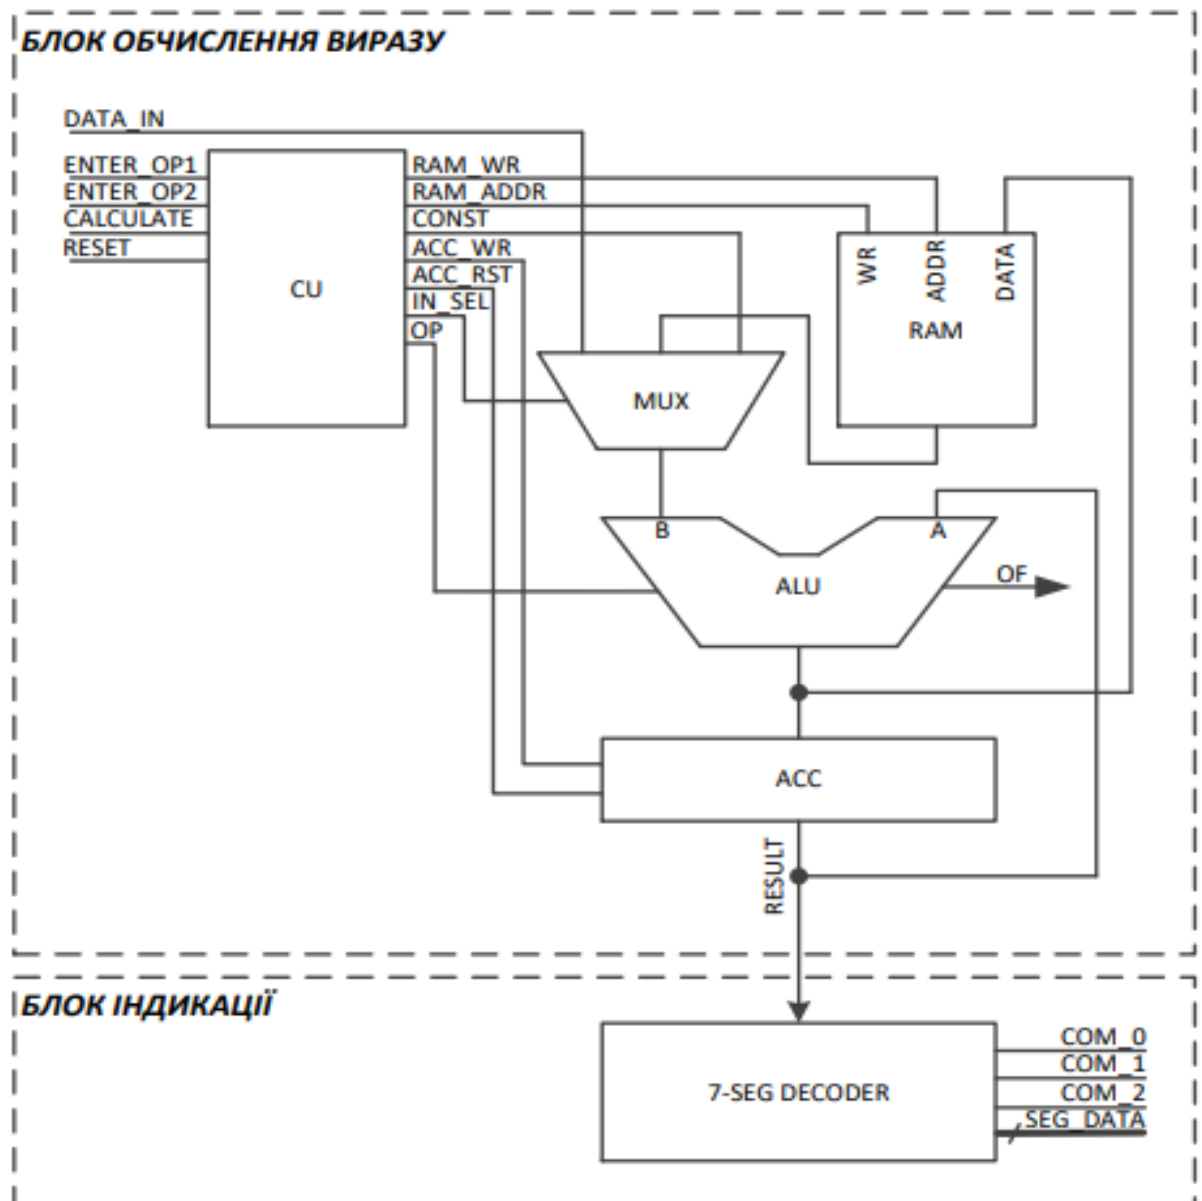 БЛОК ОБЧИСЛЕННЯ ВИРАЗУ
DATA_IN
ENTER_OP1
ENTER_OP2
CALCULATE
RESET
CU
RAM_WR
RAM_ADDR
CONST
ACC_WR
ACC_RST
IN_SEL
OP
WR
ADDR
DATA
RAM
MUX
B
A
ALU
OF
ACC
RESULT
БЛОК ІНДИКАЦІЇ
7-SEG DECODER
COM_0
COM_1
COM_2
SEG_DATA